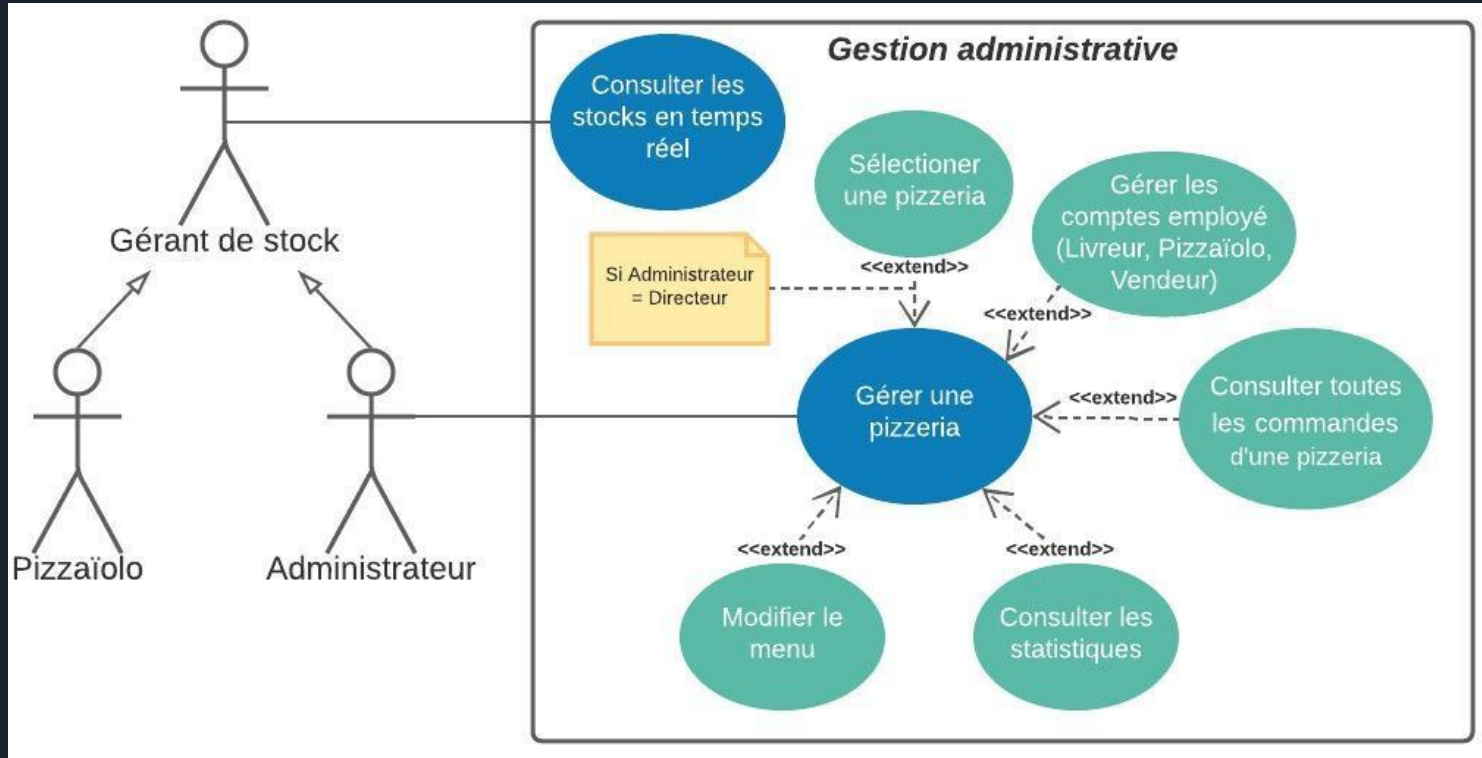 Gestion administrative
Consulter les
stocks en temps
réel
Sélectioner
une pizzeria
Gérer les
comptes employé
(Livreur, Pizzaïolo,
Vendeur)
Gérant de stock
Si Administrateur
= Directeur
<<extend>>
<<extend>>
Gérer une
pizzeria
<<extend>>
Consulter toutes
les commandes
d'une pizzeria
Pizzaïolo
Administrateur
<<extend>>
<<extend>>
Modifier le
menu
Consulter les
statistiques